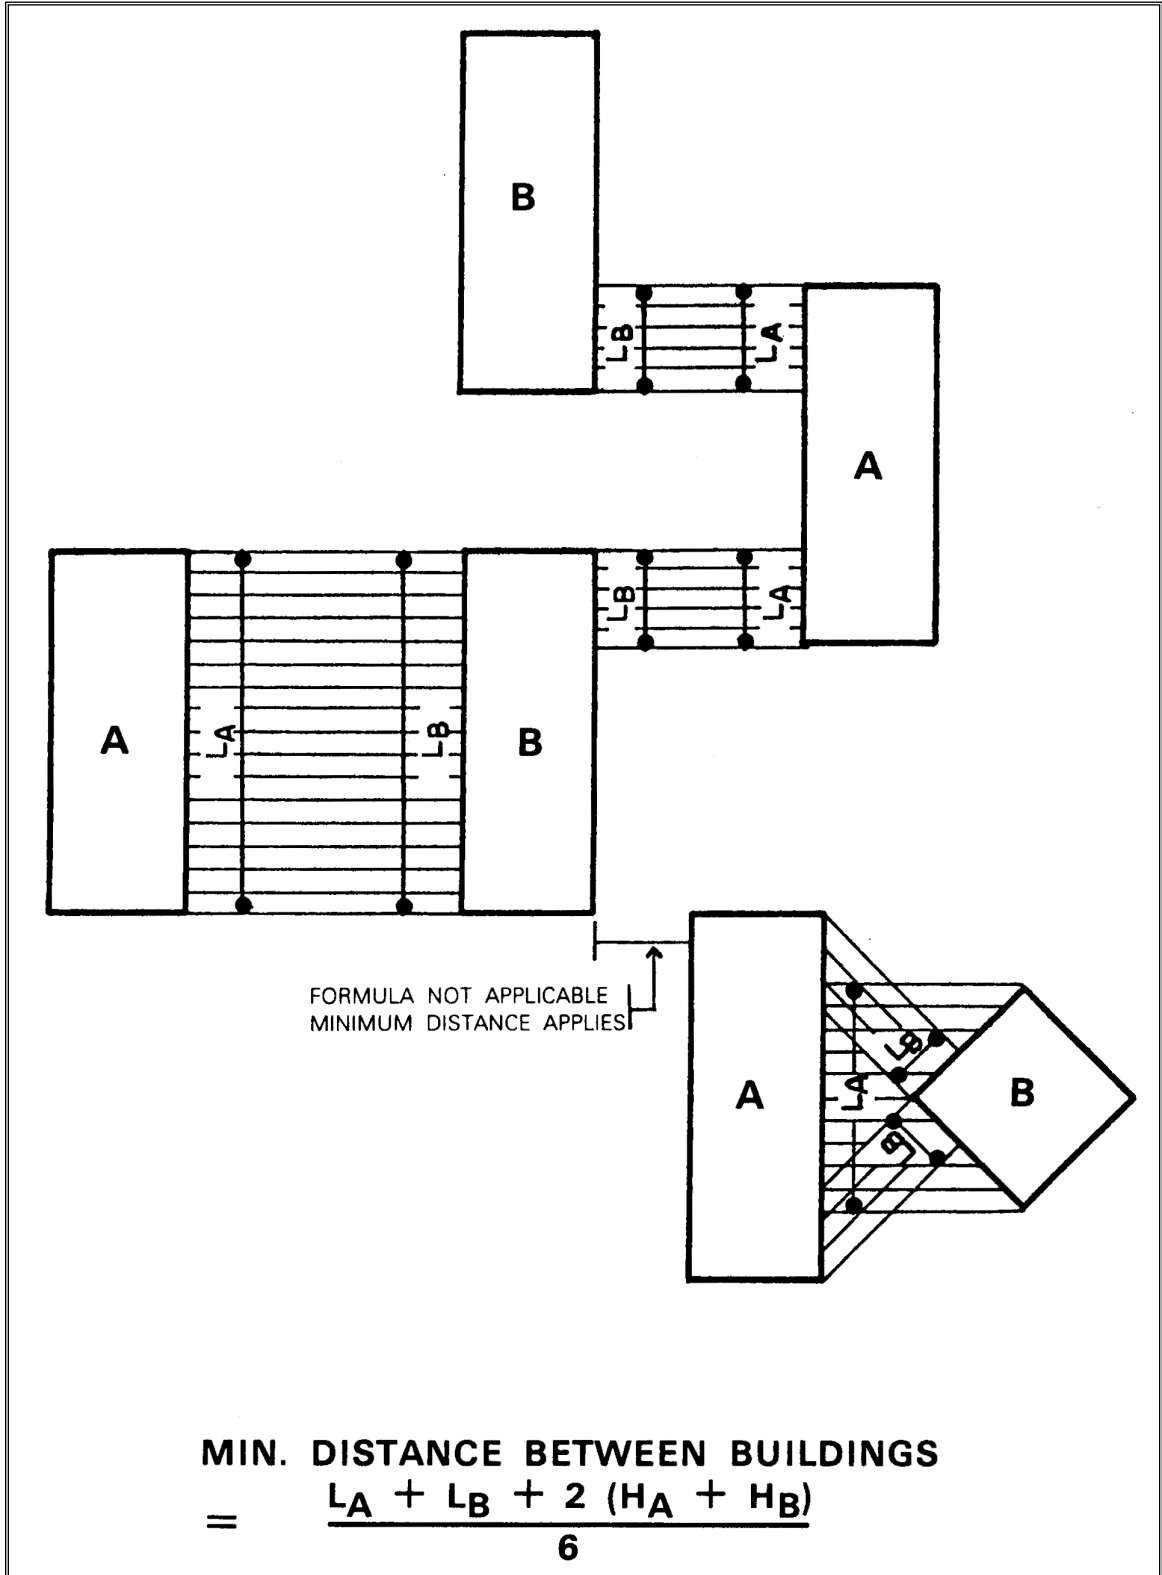 B
LB
LA
A
LB
LA
A
LA
LB
B
FORMULA NOT APPLICABLE
MINIMUM DISTANCE APPLIES
A
LA
LB
LB
B
MIN. DISTANCE BETWEEN BUILDINGS
= LA + LB + 2 (HA + HB)
6